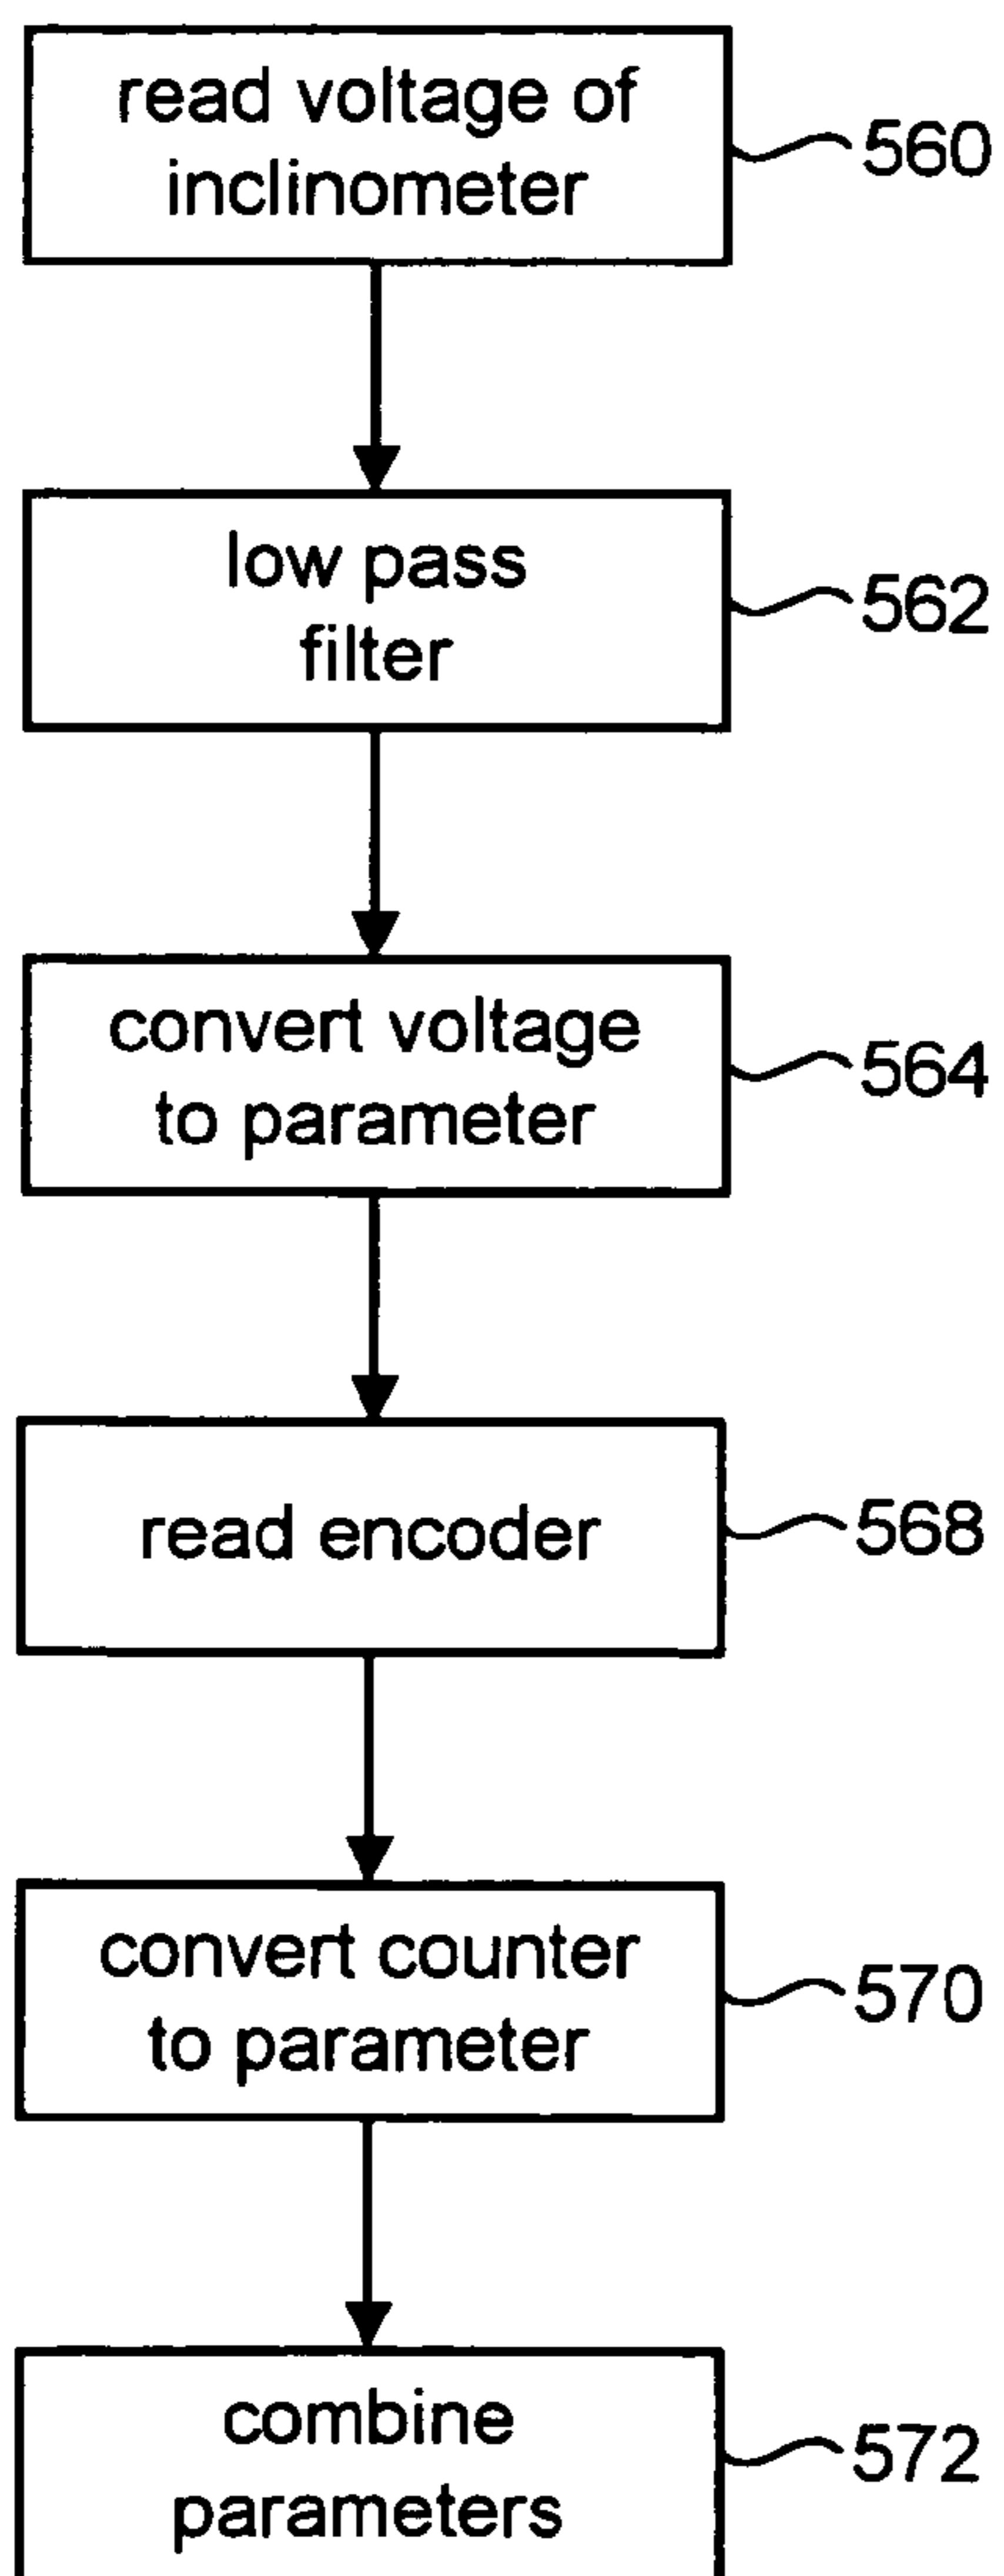 read voltage of
inclinometer
560
low pass
filter
562
convert voltage
to parameter
564
read encoder
568
convert counter
to parameter
570
combine
parameters
572